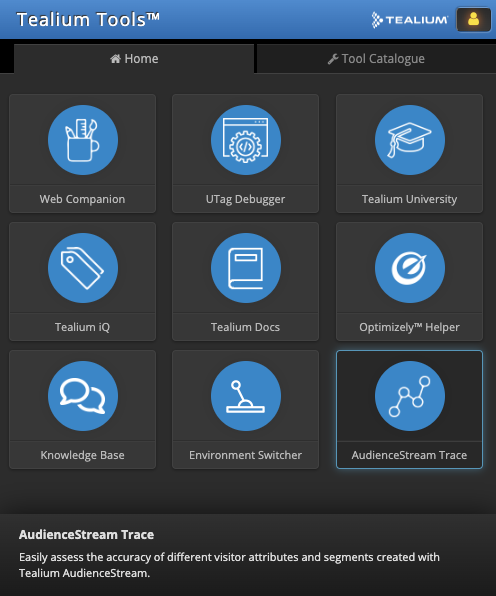 Tealium Tools™
TEALIUM
Home
Tool Catalogue
Web Companion
UTag Debugger
Tealium University
Tealium iQ
Tealium Docs
Optimizely™ Helper
Knowledge Base
Environment Switcher
AudienceStream Trace
AudienceStream Trace
Easily assess the accuracy of different visitor attributes and segments created with
Tealium AudienceStream.